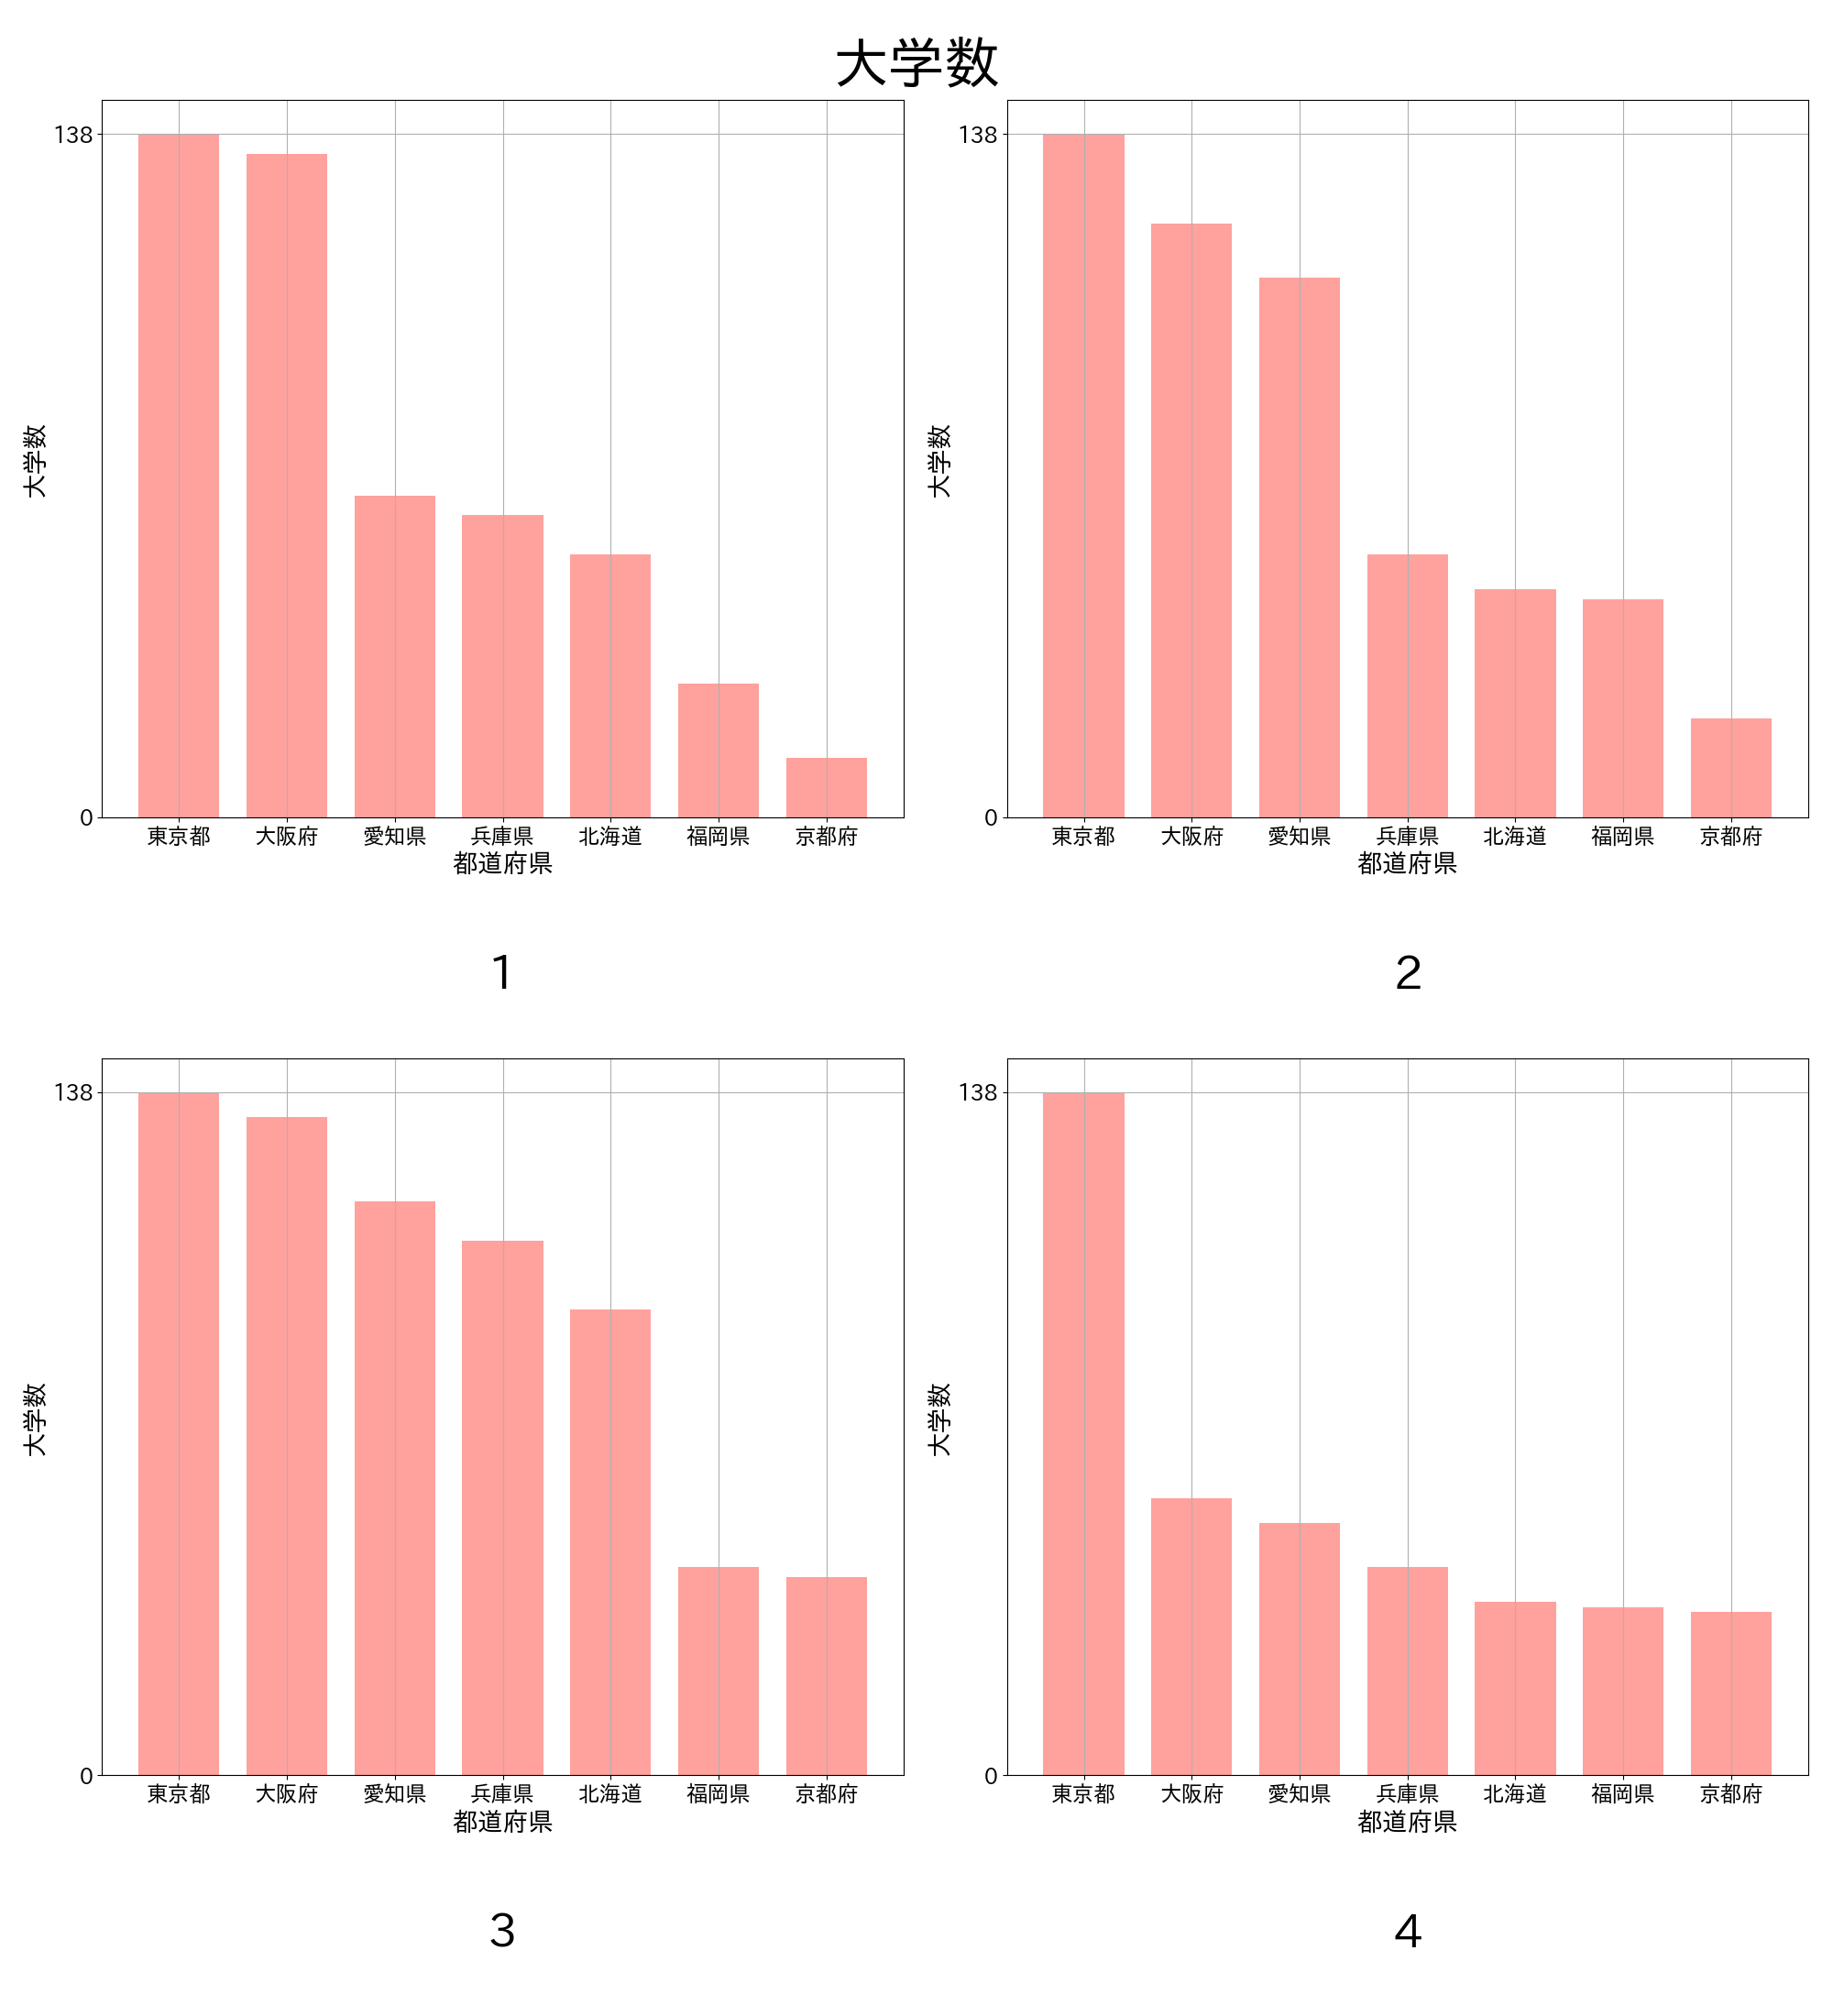 大学数
138
0
大学数
東京都 大阪府 愛知県 兵庫県 北海道 福岡県 京都府
都道府県
1
138
0
大学数
東京都 大阪府 愛知県 兵庫県 北海道 福岡県 京都府
都道府県
2
138
0
大学数
東京都 大阪府 愛知県 兵庫県 北海道 福岡県 京都府
都道府県
3
138
0
大学数
東京都 大阪府 愛知県 兵庫県 北海道 福岡県 京都府
都道府県
4